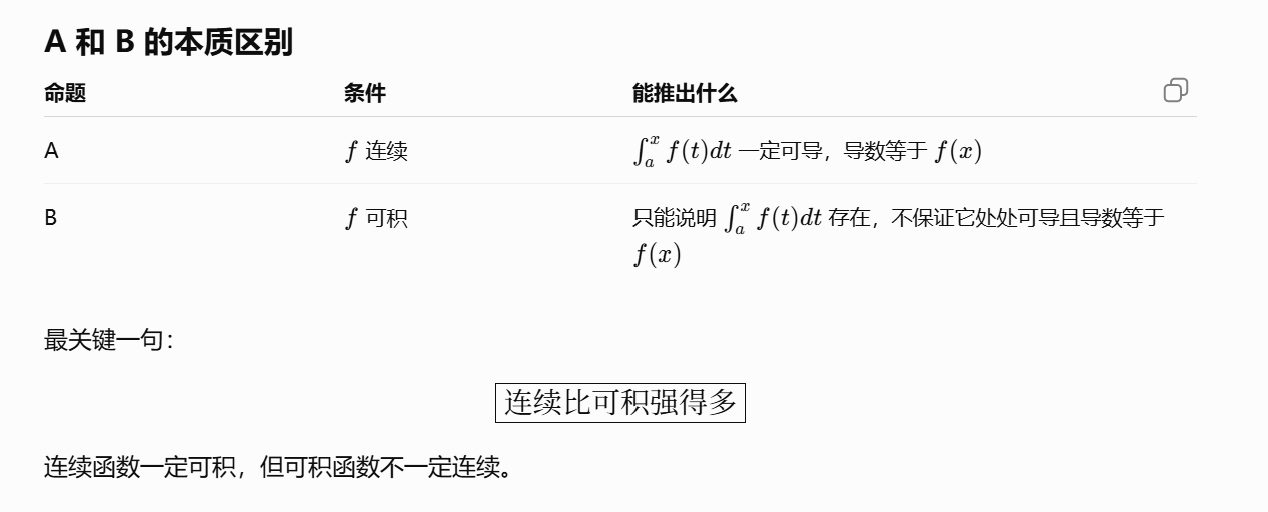 A 和 B 的本质区别
命题 条件 能推出什么
A f 连续 ∫ₐˣ f(t)dt 一定可导，导数等于 f(x)
B f 可积 只能说明 ∫ₐˣ f(t)dt 存在，不保证它处处可导且导数等于
f(x)
最关键一句：
连续比可积强得多
连续函数一定可积，但可积函数不一定连续。